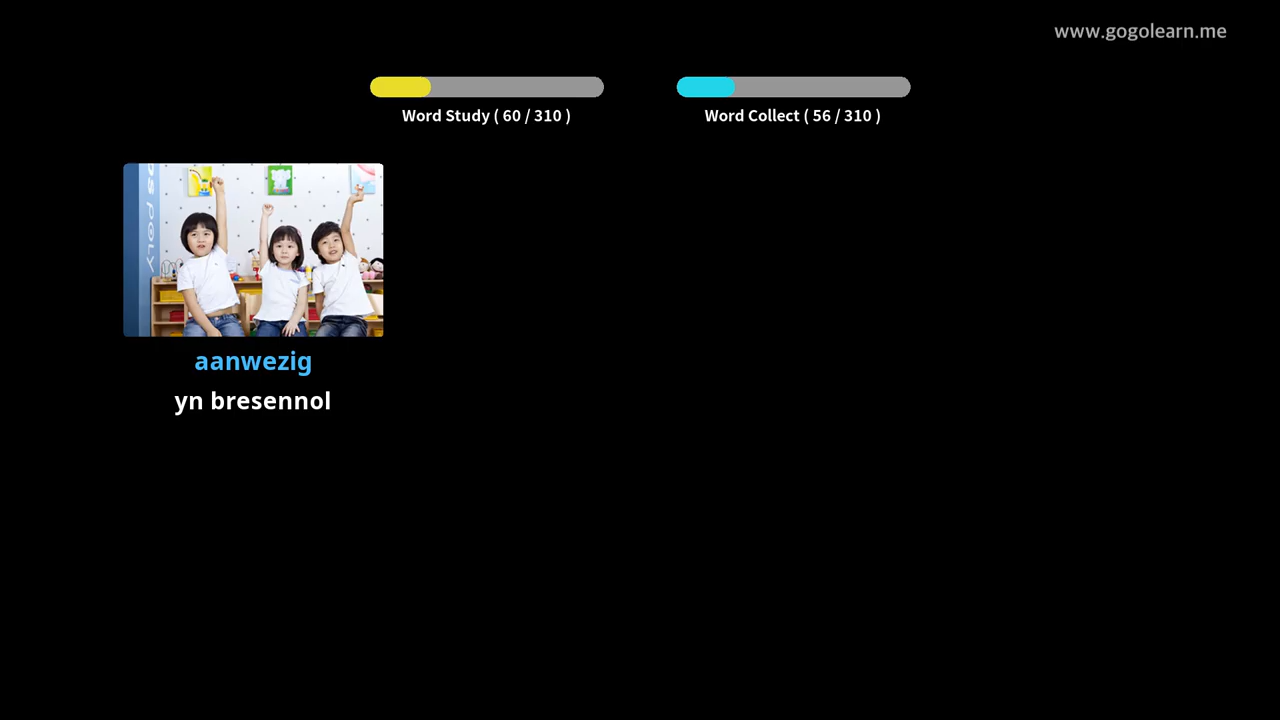 www.gogolearn.me
Word Study ( 60 / 310 )
Word Collect ( 56 / 310 )
aanwezig
yn bresennol